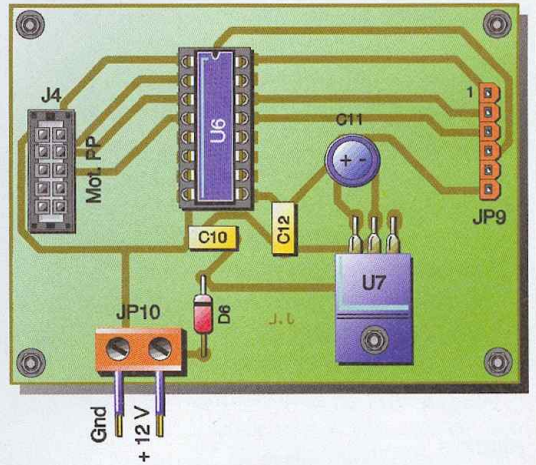 J4
Mot. PP
U6
C11
+ -
1
JP9
C10
C12
U7
JP10
D6
J.L
Gnd
+ 12 V